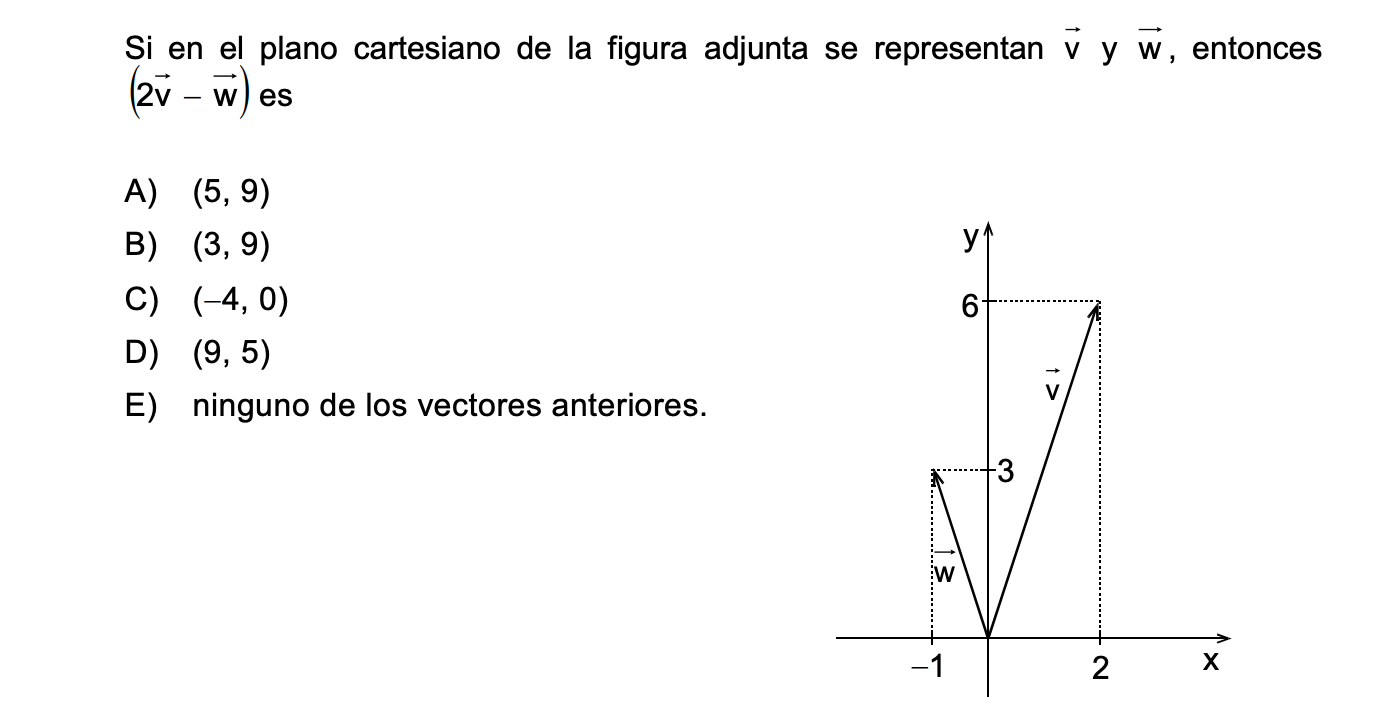 Si en el plano cartesiano de la figura adjunta se representan v⃗ y w⃗, entonces
(2v⃗ – w⃗) es
A) (5, 9)
B) (3, 9)
C) (–4, 0)
D) (9, 5)
E) ninguno de los vectores anteriores.
y
6
v⃗
3
w⃗
–1
2
x